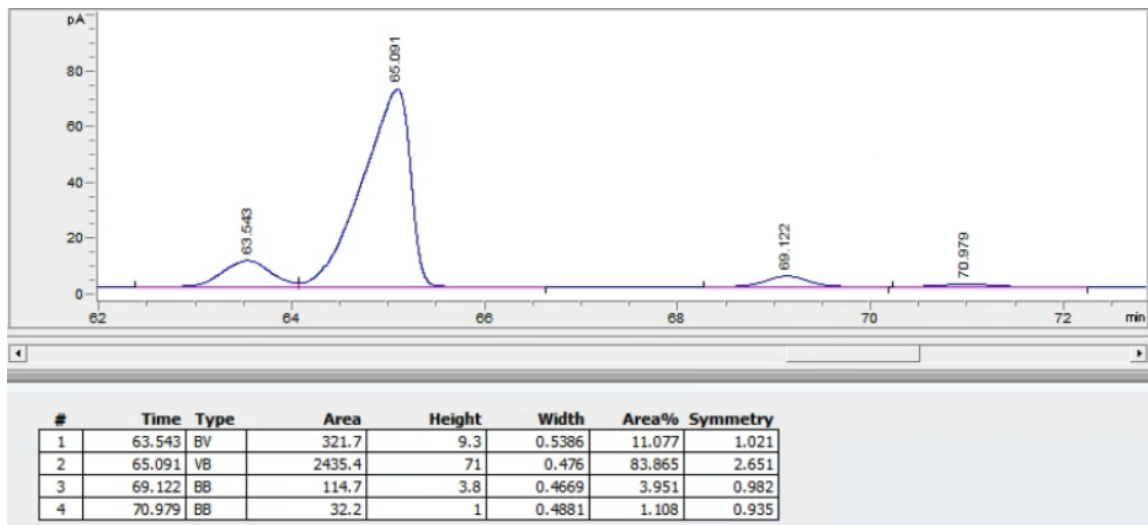 pA
80
60
40
20
0
63.543
65.091
69.122
70.979
62 64 66 68 70 72 min
# Time Type Area Height Width Area% Symmetry
1 63.543 BV 321.7 9.3 0.5386 11.077 1.021
2 65.091 VB 2435.4 71 0.476 83.865 2.651
3 69.122 BB 114.7 3.8 0.4669 3.951 0.982
4 70.979 BB 32.2 1 0.4881 1.108 0.935